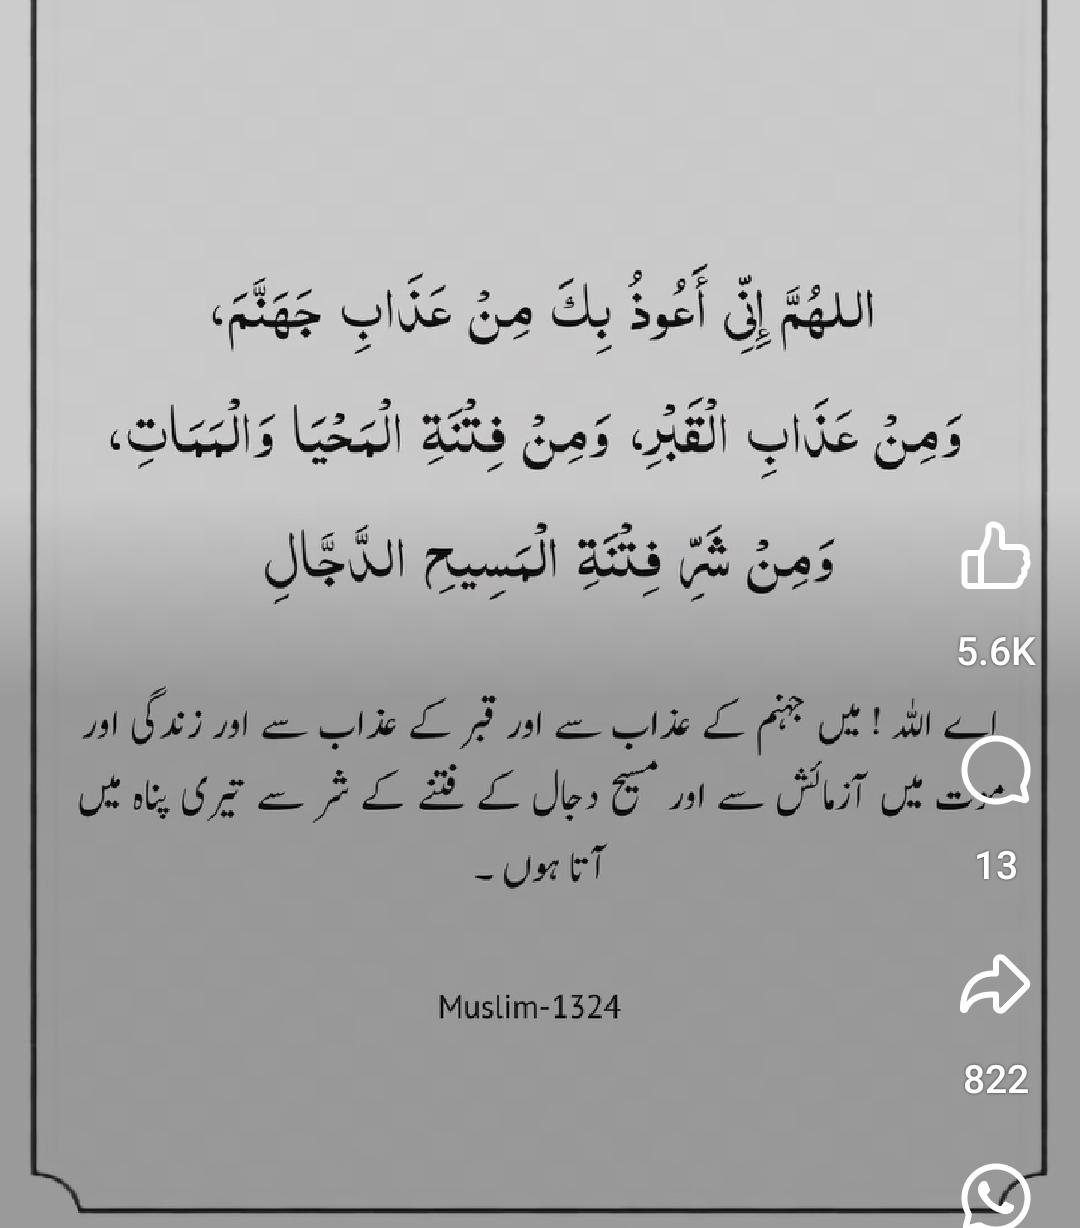 اللهُمَّ إِنِّي أَعُوذُ بِكَ مِنْ عَذَابِ جَهَنَّمَ،
وَمِنْ عَذَابِ الْقَبْرِ، وَمِنْ فِتْنَةِ الْمَحْيَا وَالْمَمَاتِ،
وَمِنْ شَرِّ فِتْنَةِ الْمَسِيحِ الدَّجَّالِ
5.6K
اے اللہ ! میں جہنم کے عذاب سے اور قبر کے عذاب سے اور زندگی اور
موت میں آزمائش سے اور مسیح دجال کے فتنے کے شر سے تیری پناہ میں
آتا ہوں ۔
13
Muslim-1324
822